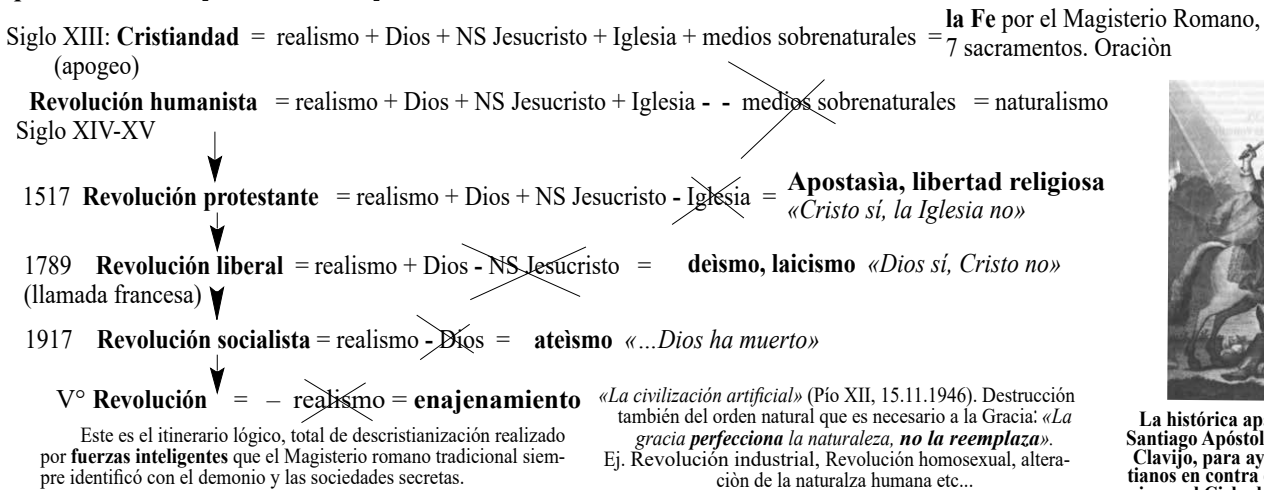 Siglo XIII: Cristiandad = realismo + Dios + NS Jesucristo + Iglesia + medios sobrenaturales = la Fe por el Magisterio Romano,
7 sacramentos. Oraciòn
(apogeo)
Revolución humanista = realismo + Dios + NS Jesucristo + Iglesia - - medios sobrenaturales = naturalismo
Siglo XIV-XV
1517 Revolución protestante = realismo + Dios + NS Jesucristo - Iglesia = Apostasìa, libertad religiosa
«Cristo sí, la Iglesia no»
1789 Revolución liberal = realismo + Dios - NS Jesucristo = deìsmo, laicismo «Dios sí, Cristo no»
(llamada francesa)
1917 Revolución socialista = realismo - Dios = ateìsmo «...Dios ha muerto»
V° Revolución = – realismo = enajenamiento
Este es el itinerario lógico, total de descristianización realizado
por fuerzas inteligentes que el Magisterio romano tradicional siem-
pre identificó con el demonio y las sociedades secretas.
«La civilización artificial» (Pío XII, 15.11.1946). Destrucción
también del orden natural que es necesario a la Gracia: «La
gracia perfecciona la naturaleza, no la reemplaza».
Ej. Revolución industrial, Revolución homosexual, altera-
ciòn de la naturalza humana etc...
La histórica ap
Santiago Apóstol
Clavijo, para ay
tianos en contra